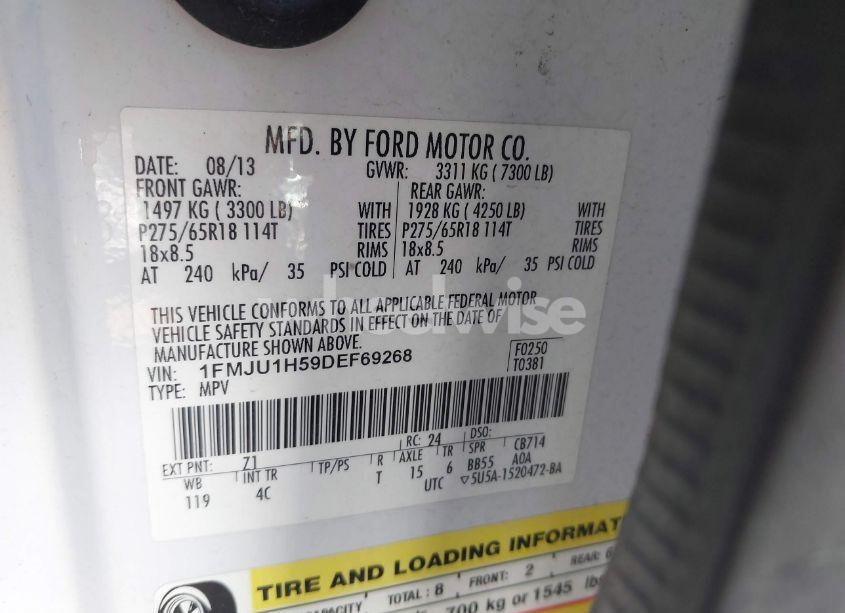 MFD. BY FORD MOTOR CO.
DATE: 08/13 GVWR: 3311 KG ( 7300 LB)
FRONT GAWR: REAR GAWR:
1497 KG ( 3300 LB) WITH 1928 KG ( 4250 LB) WITH
P275/65R18 114T TIRES P275/65R18 114T TIRES
18x8.5 RIMS 18x8.5 RIMS
AT 240 kPa/ 35 PSI COLD AT 240 kPa/ 35 PSI COLD
THIS VEHICLE CONFORMS TO ALL APPLICABLE FEDERAL MOTOR
VEHICLE SAFETY STANDARDS IN EFFECT ON THE DATE OF
MANUFACTURE SHOWN ABOVE.
VIN: 1FMJU1H59DEF69268 F0250
TYPE: MPV T0381
RC: 24 DSO:
EXT PNT: Z1 TP/PS R AXLE TR SPR CB714
WB INT TR T 15 6 BB55 A0A
119 4C UTC ▽5U5A-1520472-BA
TIRE AND LOADING INFORMAT
CAPACITY TOTAL: 8 FRONT: 2 REAR: 6
700 kg or 1545 lbs